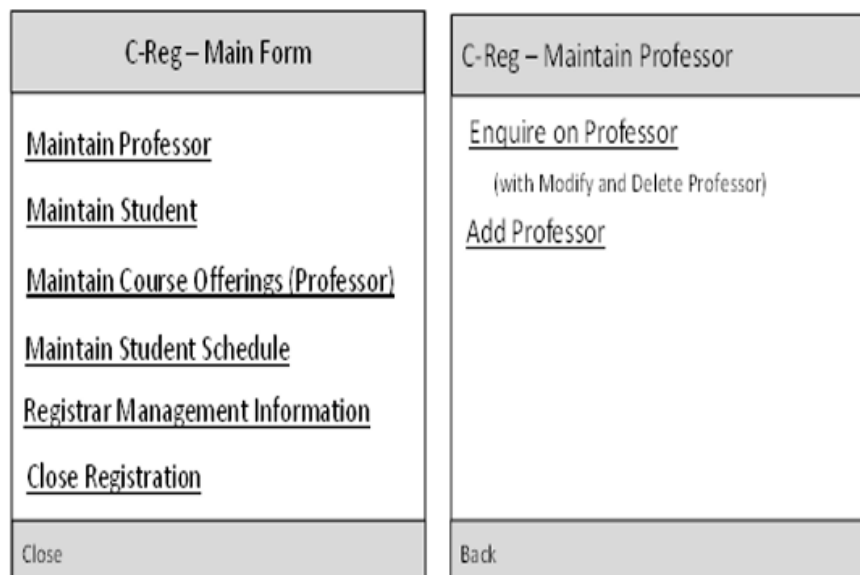 C-Reg – Main Form
Maintain Professor
Maintain Student
Maintain Course Offerings (Professor)
Maintain Student Schedule
Registrar Management Information
Close Registration
Close
C-Reg – Maintain Professor
Enquire on Professor
(with Modify and Delete Professor)
Add Professor
Back